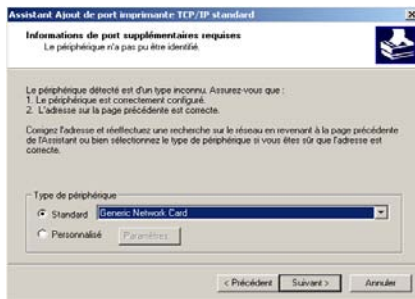 Assistant Ajout de port imprimante TCP/IP standard
Informations de port supplémentaires requises
Le périphérique n'a pas pu être identifié.
Le périphérique détecté est d'un type inconnu. Assurez-vous que :
1. Le périphérique est correctement configuré.
2. L'adresse sur la page précédente est correcte.
Corrigez l'adresse et réeffectuez une recherche sur le réseau en revenant à la page précédente
de l'Assistant ou bien sélectionnez le type de périphérique si vous êtes sûr que l'adresse est
correcte.
Type de périphérique
Standard Generic Network Card
Personnalisé Paramètres...
< Précédent Suivant > Annuler